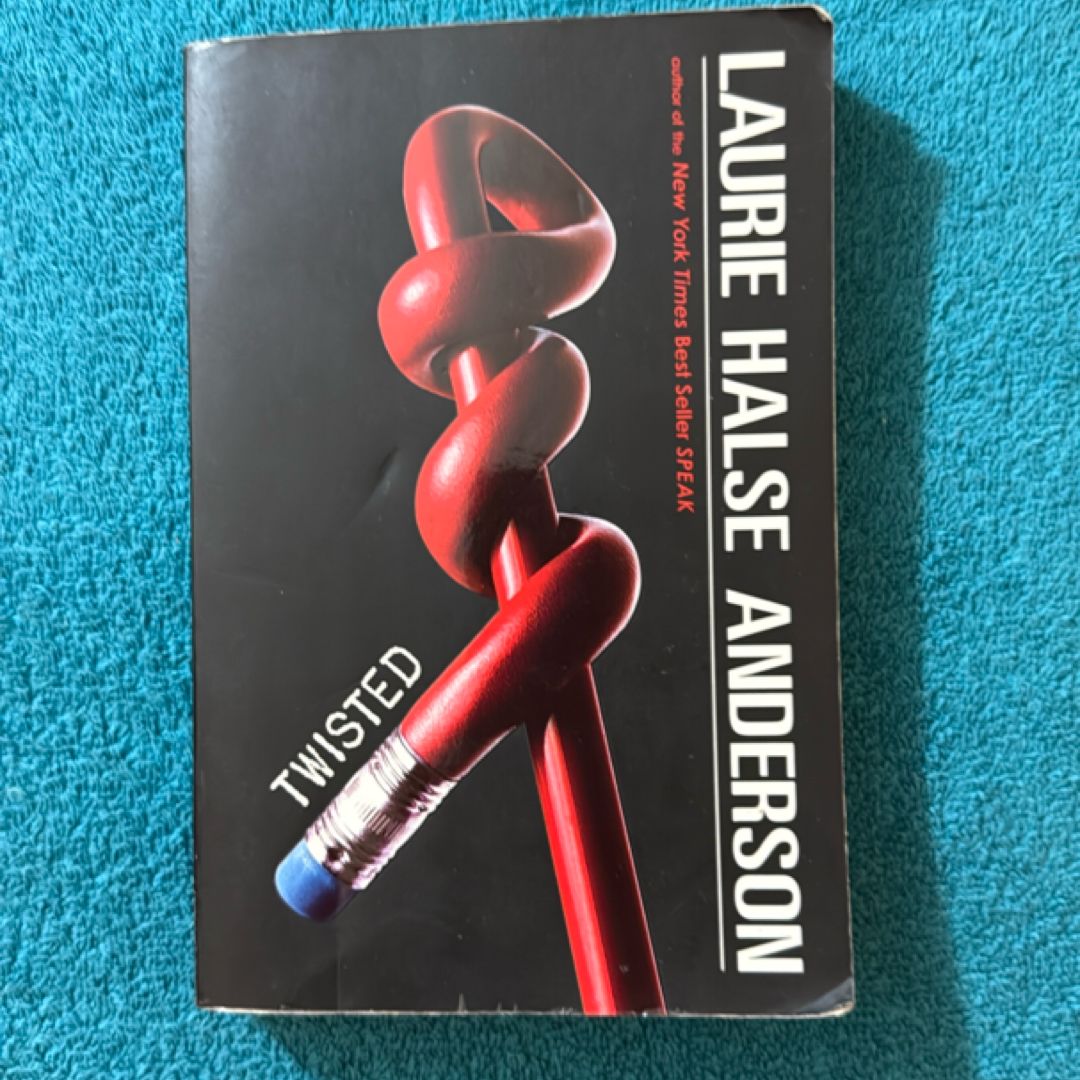 LAURIE HALSE ANDERSON
author of the New York Times Best Seller SPEAK
TWISTED